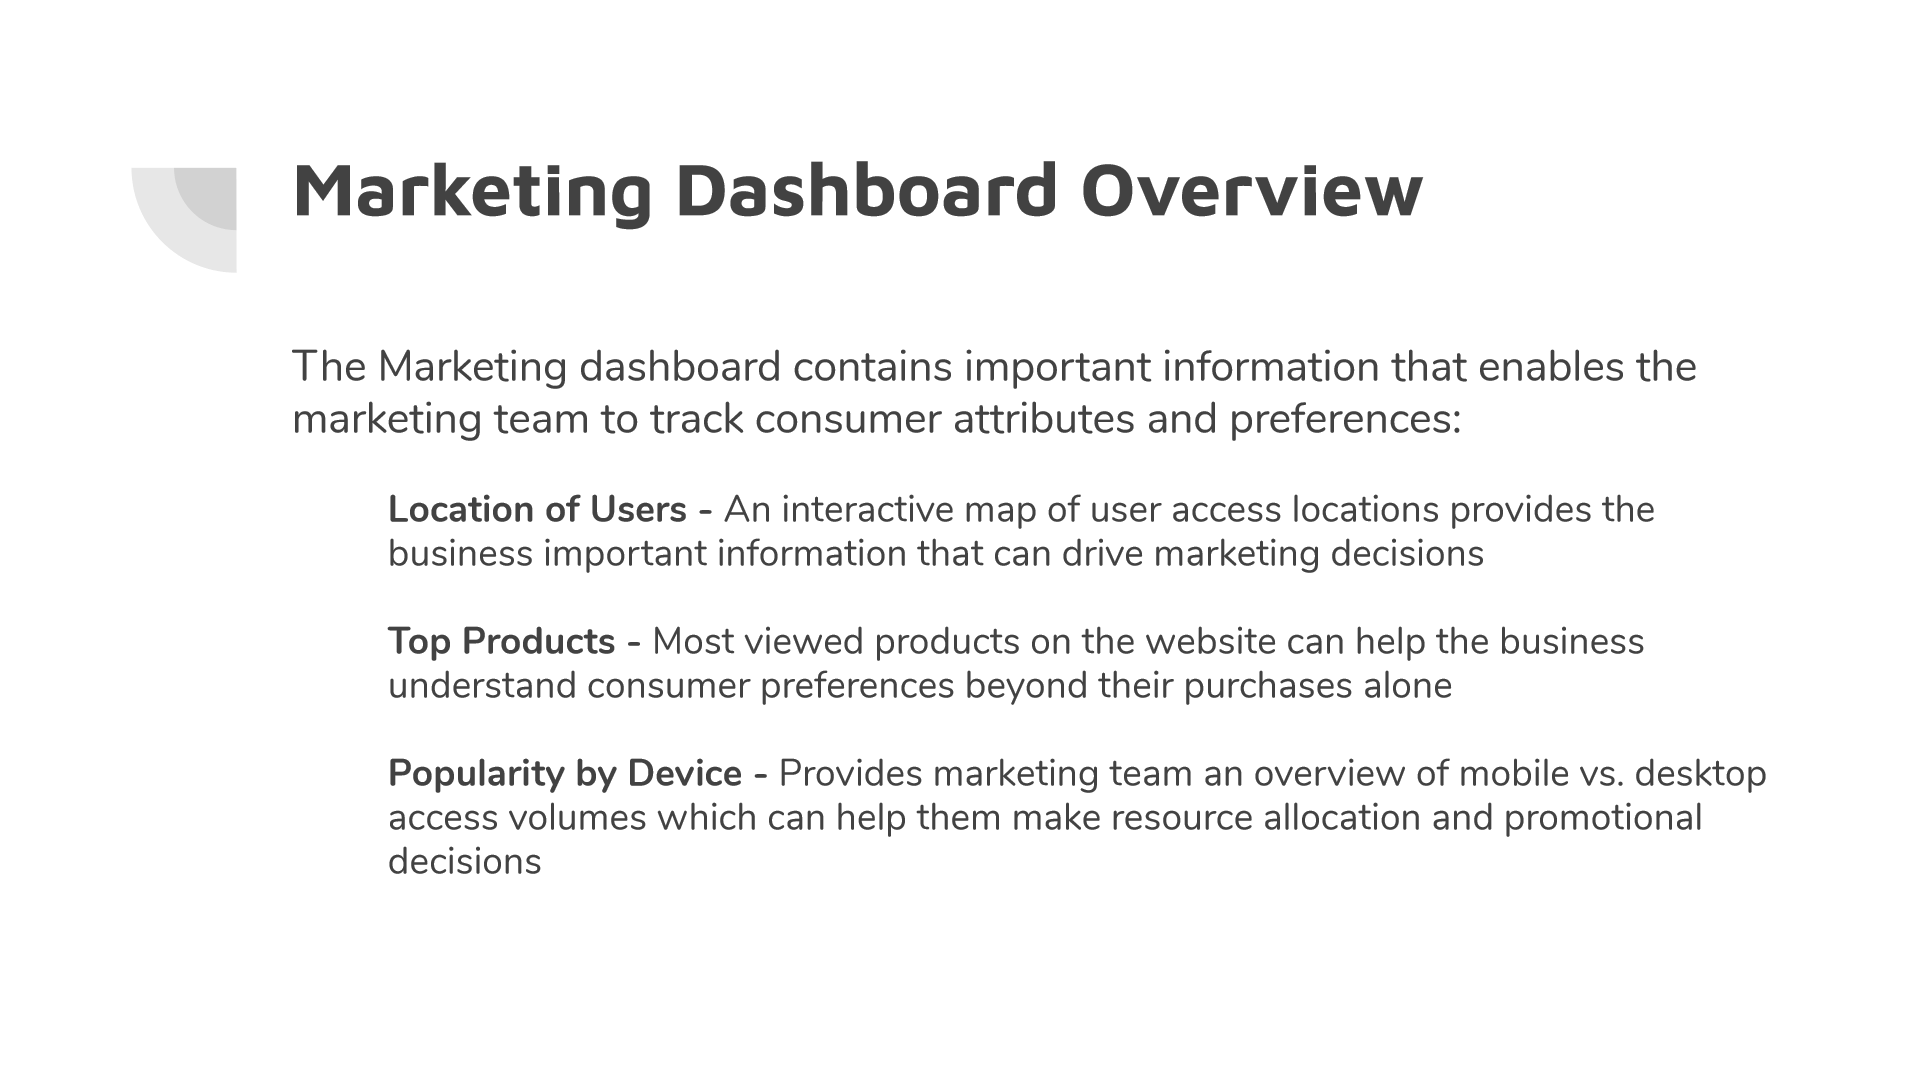 Marketing Dashboard Overview
The Marketing dashboard contains important information that enables the
marketing team to track consumer attributes and preferences:
Location of Users - An interactive map of user access locations provides the
business important information that can drive marketing decisions
Top Products - Most viewed products on the website can help the business
understand consumer preferences beyond their purchases alone
Popularity by Device - Provides marketing team an overview of mobile vs. desktop
access volumes which can help them make resource allocation and promotional
decisions